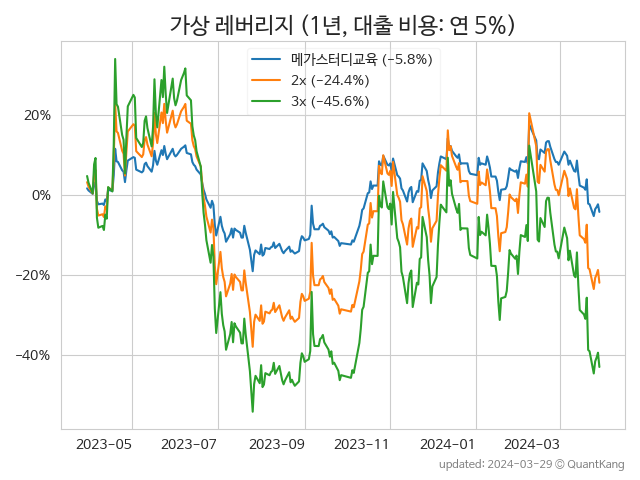 가상 레버리지 (1년, 대출 비용: 연 5%)
메가스터디교육 (−5.8%)
2x (−24.4%)
3x (−45.6%)
20%
0%
−20%
−40%
2023-05 2023-07 2023-09 2023-11 2024-01 2024-03
updated: 2024-03-29 © QuantKang